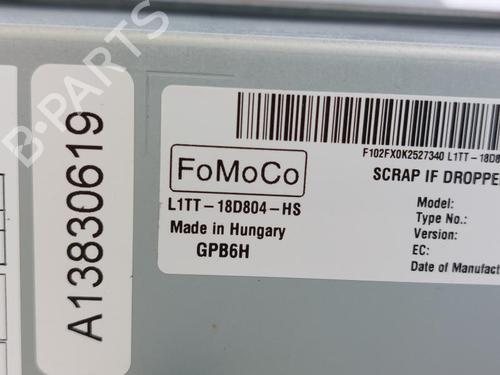 B-PARTS
A13830619
F102FX0K2527340 L1TT-18D8
FoMoCo
SCRAP IF DROPPE
L1TT-18D804-HS
Made in Hungary
GPB6H
Model:
Type No.:
Version:
EC:
Date of Manufact